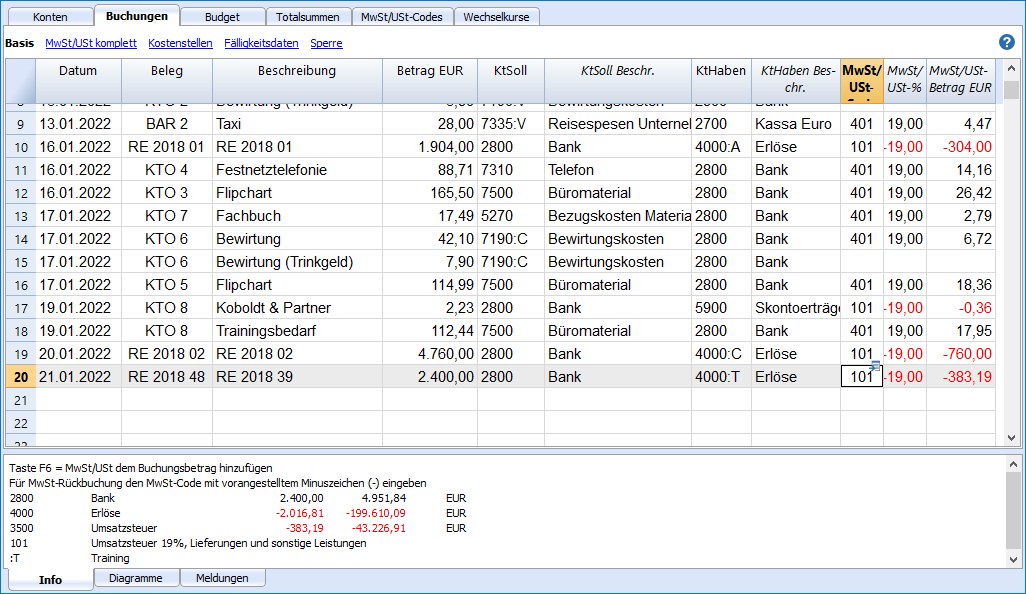 Konten Buchungen Budget Totalsummen MwSt/USt-Codes Wechselkurse
Basis MwSt/USt komplett Kostenstellen Fälligkeitsdaten Sperre ?
Datum Beleg Beschreibung Betrag EUR KtSoll KtSoll Beschr. KtHaben KtHaben Bes- MwSt/ MwSt/ MwSt/USt-
chr. USt- USt-% Betrag EUR
9 13.01.2022 BAR 2 Taxi 28,00 7335:V Reisespesen Unternel 2700 Kassa Euro 401 19,00 4,47
10 16.01.2022 RE 2018 01 RE 2018 01 1.904,00 2800 Bank 4000:A Erlöse 101 -19,00 -304,00
11 16.01.2022 KTO 4 Festnetztelefonie 88,71 7310 Telefon 2800 Bank 401 19,00 14,16
12 16.01.2022 KTO 3 Flipchart 165,50 7500 Büromaterial 2800 Bank 401 19,00 26,42
13 17.01.2022 KTO 7 Fachbuch 17,49 5270 Bezugskosten Materia 2800 Bank 401 19,00 2,79
14 17.01.2022 KTO 6 Bewirtung 42,10 7190:C Bewirtungskosten 2800 Bank 401 19,00 6,72
15 17.01.2022 KTO 6 Bewirtung (Trinkgeld) 7,90 7190:C Bewirtungskosten 2800 Bank
16 17.01.2022 KTO 5 Flipchart 114,99 7500 Büromaterial 2800 Bank 401 19,00 18,36
17 19.01.2022 KTO 8 Koboldt & Partner 2,23 2800 Bank 5900 Skontoerträge 101 -19,00 -0,36
18 19.01.2022 KTO 8 Trainingsbedarf 112,44 7500 Büromaterial 2800 Bank 401 19,00 17,95
19 20.01.2022 RE 2018 02 RE 2018 02 4.760,00 2800 Bank 4000:C Erlöse 101 -19,00 -760,00
20 21.01.2022 RE 2018 48 RE 2018 39 2.400,00 2800 Bank 4000:T Erlöse 101 -19,00 -383,19
21
22
Taste F6 = MwSt/USt dem Buchungsbetrag hinzufügen
Für MwSt-Rückbuchung den MwSt-Code mit vorangestelltem Minuszeichen (-) eingeben
2800 Bank 2.400,00 4.951,84 EUR
4000 Erlöse -2.016,81 -199.610,09 EUR
3500 Umsatzsteuer -383,19 -43.226,91 EUR
101 Umsatzsteuer 19%, Lieferungen und sonstige Leistungen
:T Training
Info Diagramme Meldungen